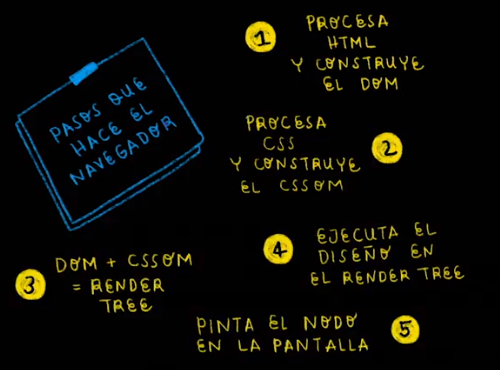 PASOS QUE
HACE EL
NAVEGADOR
1
PROCESA
HTML
Y CONSTRUYE
EL DOM
PROCESA
CSS
Y CONSTRUYE
EL CSSOM
2
3
DOM + CSSOM
= RENDER
TREE
4
EJECUTA EL
DISEÑO EN
EL RENDER TREE
PINTA EL NODO
EN LA PANTALLA
5